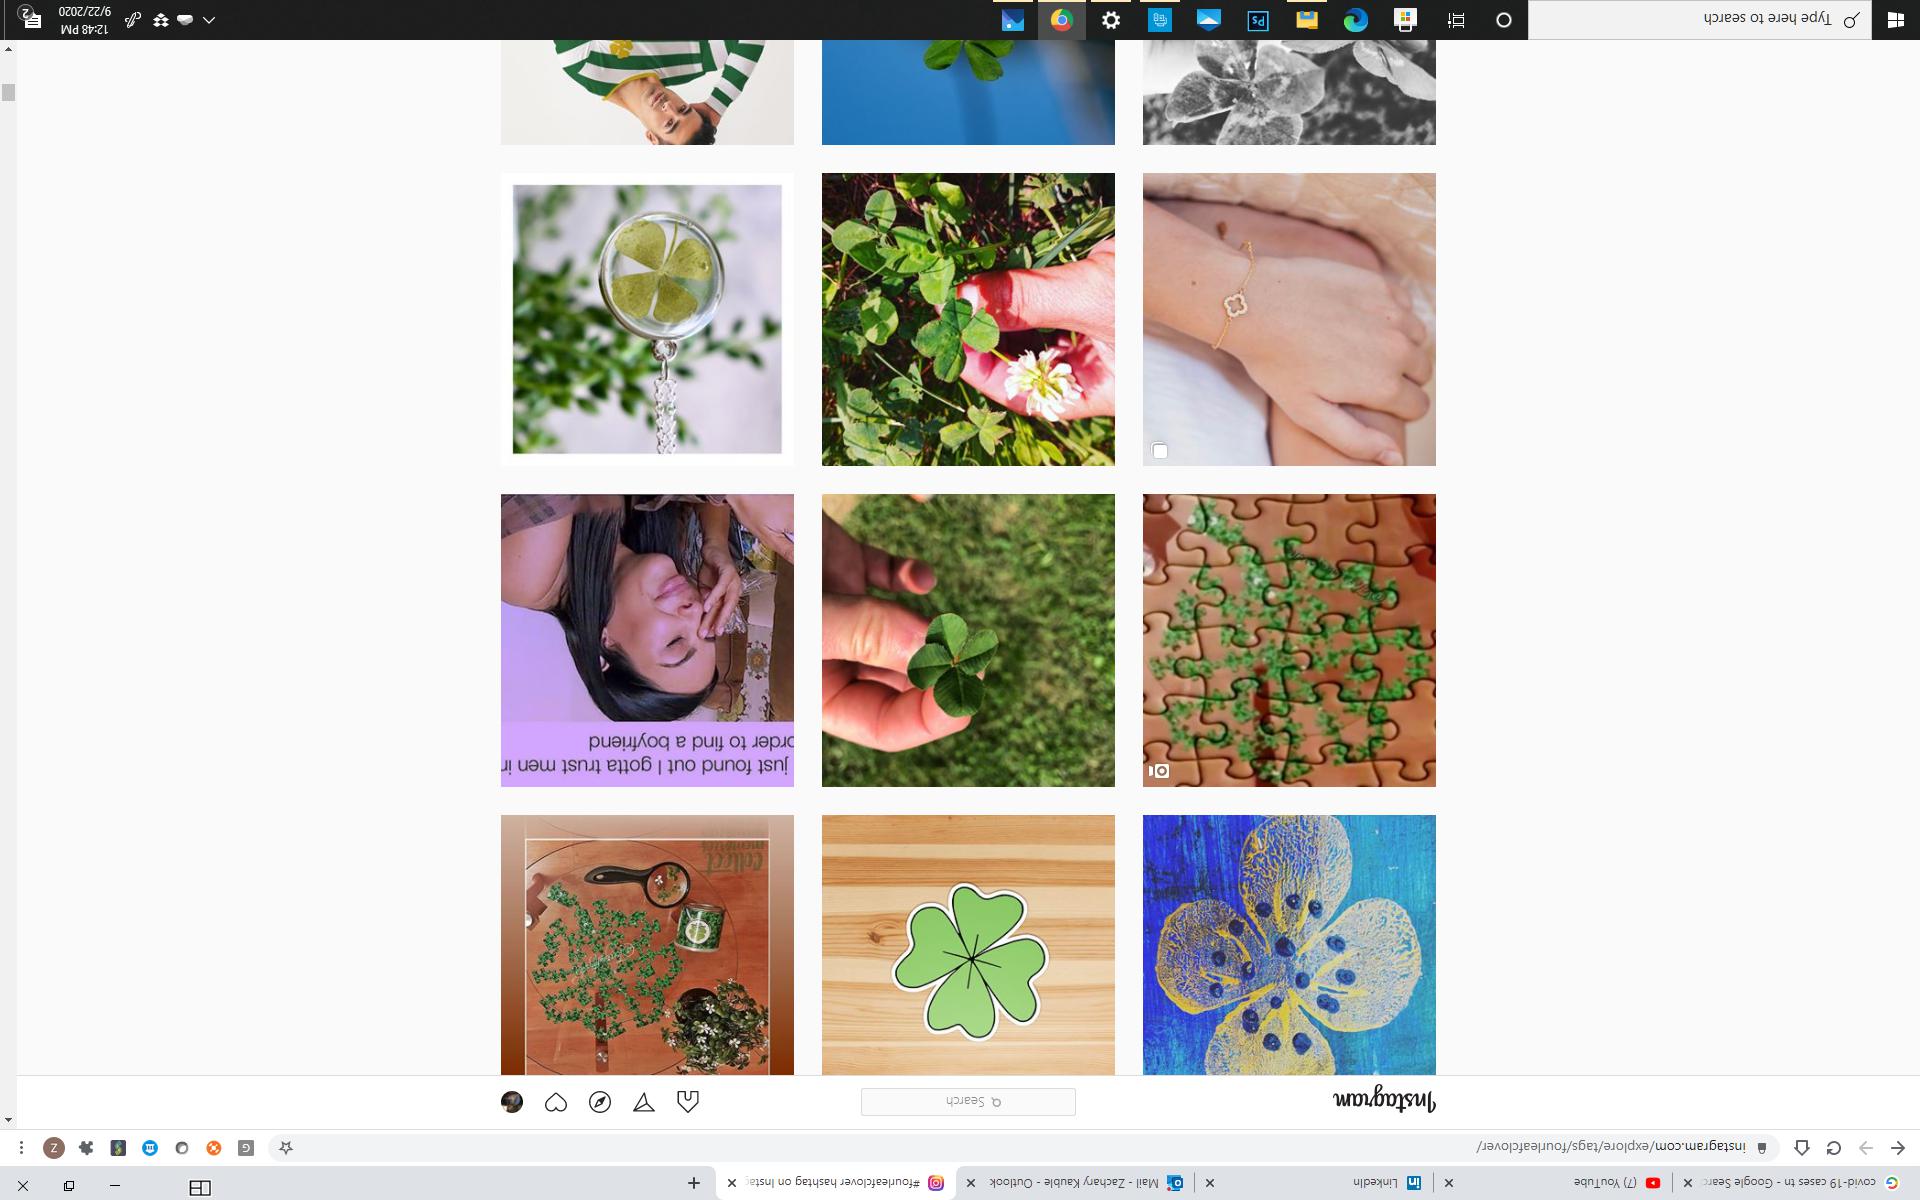 covid-19 cases tn - Google Searc
(7) YouTube
LinkedIn
Mail - Zachary Kauble - Outlook
#fourleafclover hashtag on Insta
instagram.com/explore/tags/fourleafclover/
G
Z
Instagram
Search
collect
just found out I gotta trust men in
order to find a boyfriend
Type here to search
Ps
12:48 PM
9/22/2020
2